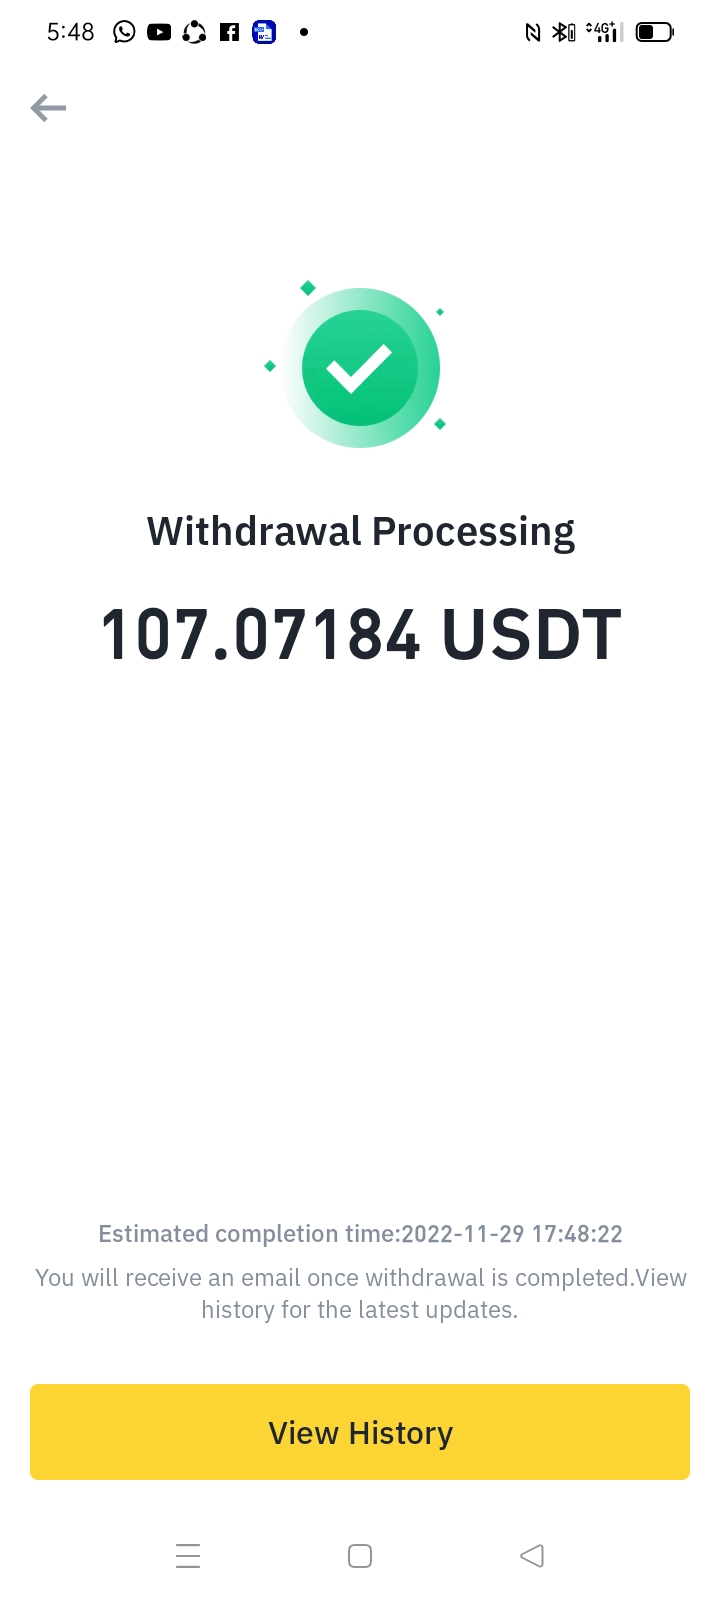 5:48
4G+
Withdrawal Processing
107.07184 USDT
Estimated completion time:2022-11-29 17:48:22
You will receive an email once withdrawal is completed.View
history for the latest updates.
View History